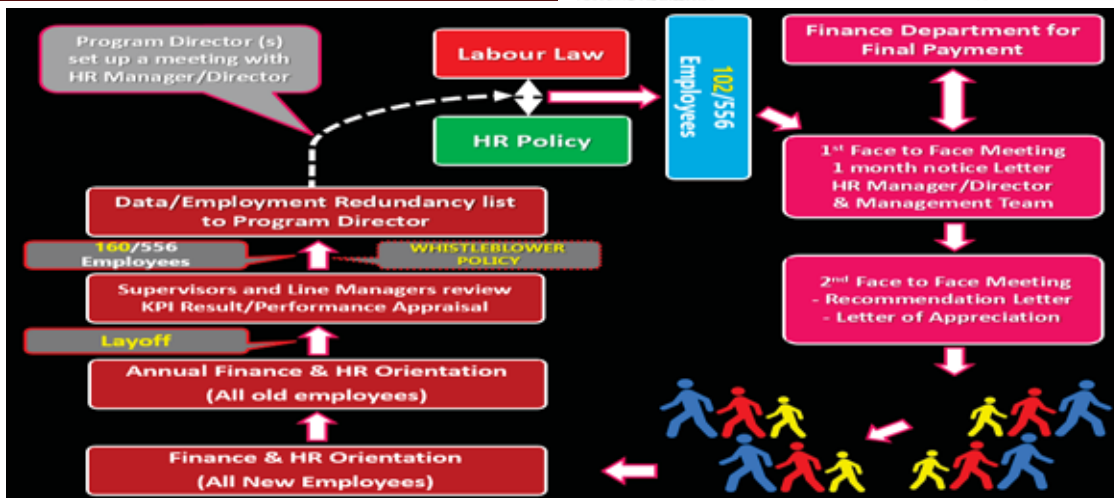 Program Director (s)
set up a meeting with
HR Manager/Director
Labour Law
HR Policy
102/556
Employees
Finance Department for
Final Payment
1st Face to Face Meeting
1 month notice Letter
HR Manager/Director
& Management Team
2nd Face to Face Meeting
- Recommendation Letter
- Letter of Appreciation
Data/Employment Redundancy list
to Program Director
160/556
Employees
WHISTLEBLOWER
POLICY
Supervisors and Line Managers review
KPI Result/Performance Appraisal
Layoff
Annual Finance & HR Orientation
(All old employees)
Finance & HR Orientation
(All New Employees)